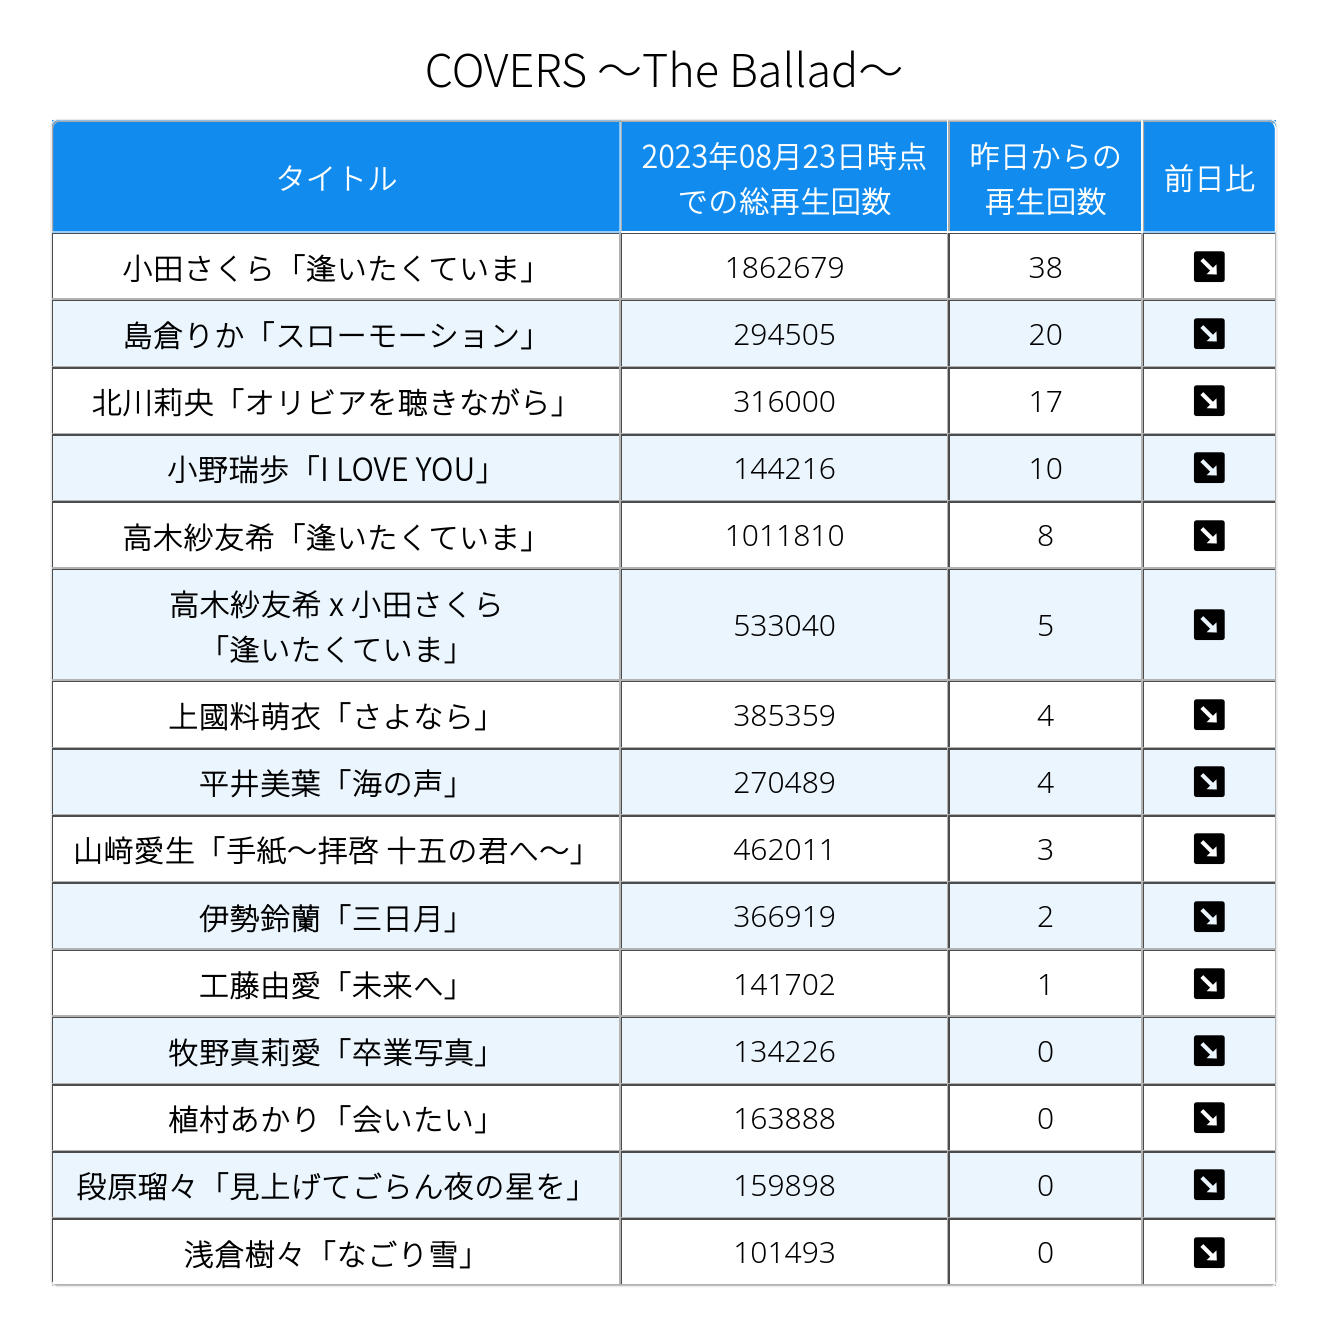 COVERS ～The Ballad～
タイトル 2023年08月23日時点 昨日からの 前日比
での総再生回数 再生回数
小田さくら「逢いたくていま」 1862679 38 ↘
島倉りか「スローモーション」 294505 20 ↘
北川莉央「オリビアを聴きながら」 316000 17 ↘
小野瑞歩「I LOVE YOU」 144216 10 ↘
高木紗友希「逢いたくていま」 1011810 8 ↘
高木紗友希 x 小田さくら
「逢いたくていま」 533040 5 ↘
上國料萌衣「さよなら」 385359 4 ↘
平井美葉「海の声」 270489 4 ↘
山﨑愛生「手紙～拝啓 十五の君へ～」 462011 3 ↘
伊勢鈴蘭「三日月」 366919 2 ↘
工藤由愛「未来へ」 141702 1 ↘
牧野真莉愛「卒業写真」 134226 0 ↘
植村あかり「会いたい」 163888 0 ↘
段原瑠々「見上げてごらん夜の星を」 159898 0 ↘
浅倉樹々「なごり雪」 101493 0 ↘